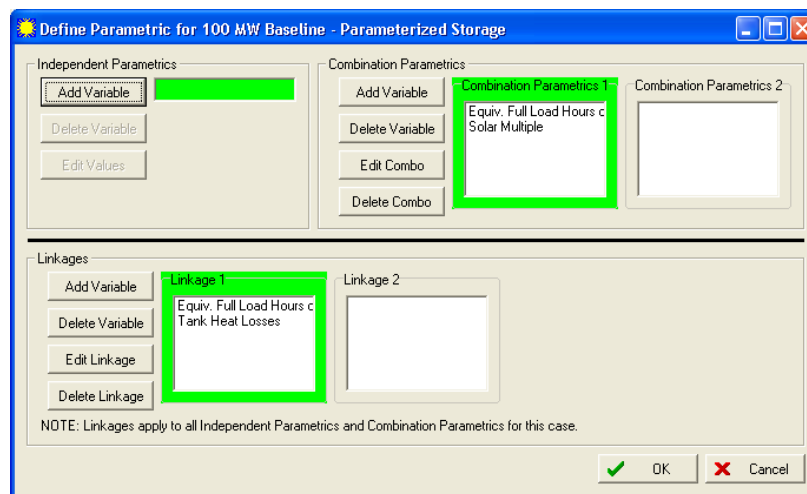 Define Parametric for 100 MW Baseline - Parameterized Storage
Independent Parametrics
Add Variable
Delete Variable
Edit Values
Combination Parametrics
Add Variable
Delete Variable
Edit Combo
Delete Combo
Combination Parametrics 1
Equiv. Full Load Hours c
Solar Multiple
Combination Parametrics 2
Linkages
Add Variable
Delete Variable
Edit Linkage
Delete Linkage
Linkage 1
Equiv. Full Load Hours c
Tank Heat Losses
Linkage 2
NOTE: Linkages apply to all Independent Parametrics and Combination Parametrics for this case.
OK
Cancel